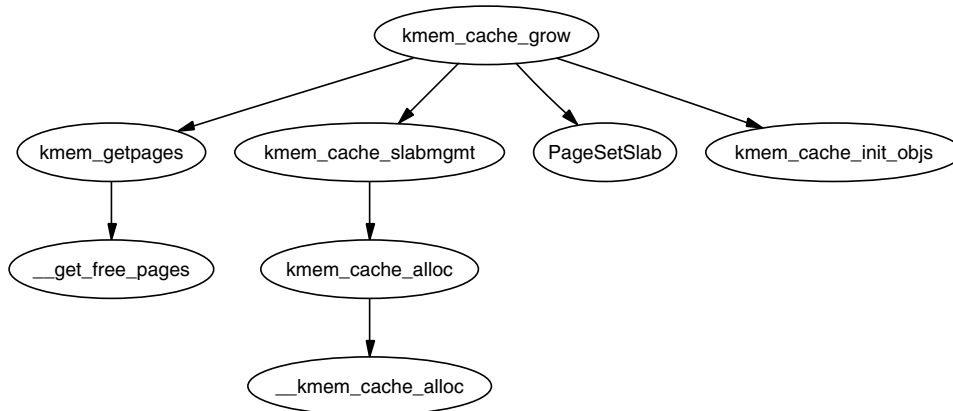 kmem_cache_grow
kmem_getpages
kmem_cache_slabmgmt
PageSetSlab
kmem_cache_init_objs
__get_free_pages
kmem_cache_alloc
__kmem_cache_alloc